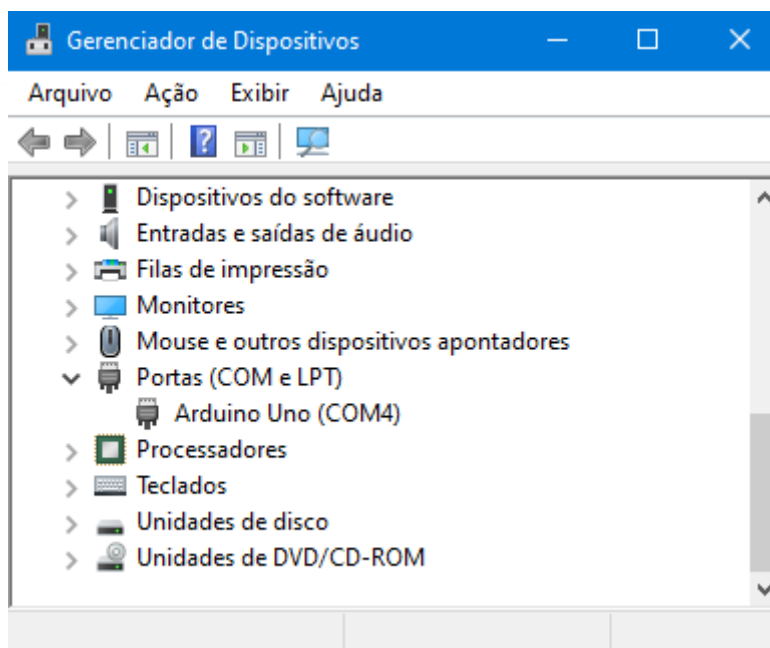 Gerenciador de Dispositivos
Arquivo Ação Exibir Ajuda
Dispositivos do software
Entradas e saídas de áudio
Filas de impressão
Monitores
Mouse e outros dispositivos apontadores
Portas (COM e LPT)
Arduino Uno (COM4)
Processadores
Teclados
Unidades de disco
Unidades de DVD/CD-ROM